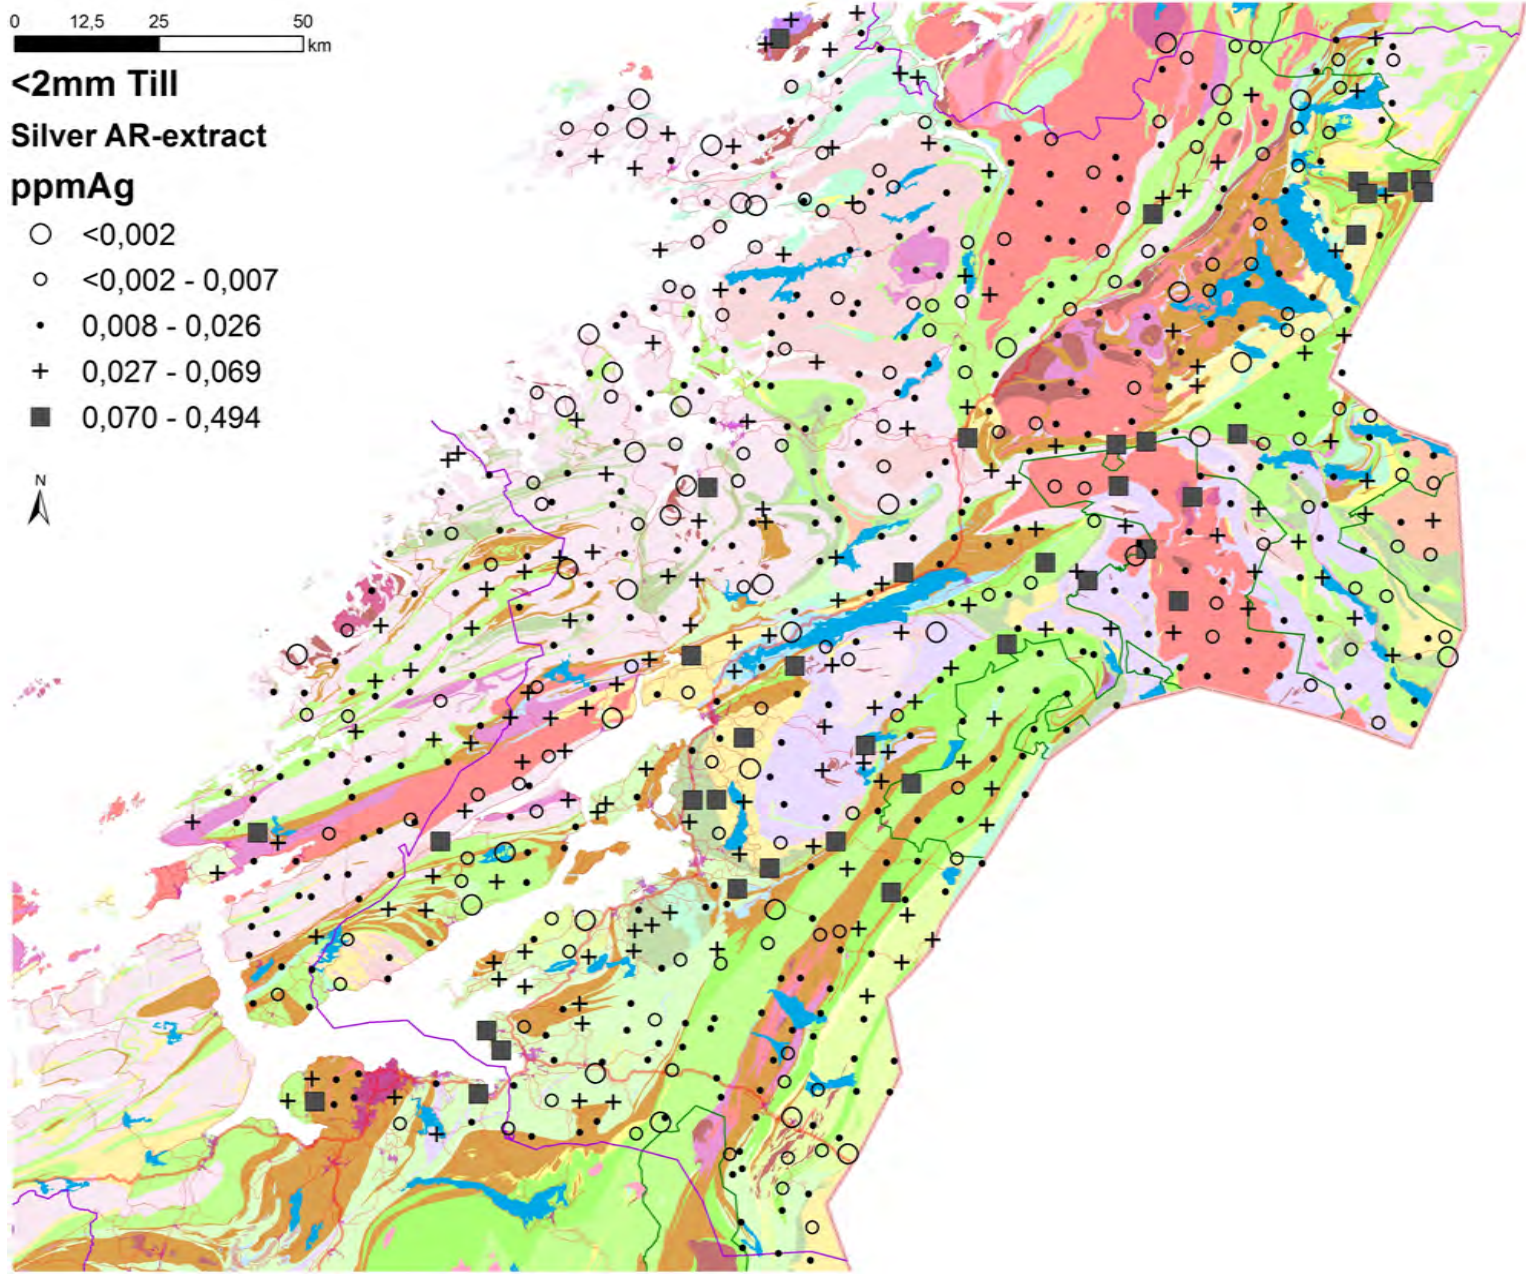 0 12,5 25 50
km
<2mm Till
Silver AR-extract
ppmAg
<0,002
<0,002 - 0,007
0,008 - 0,026
0,027 - 0,069
0,070 - 0,494
N